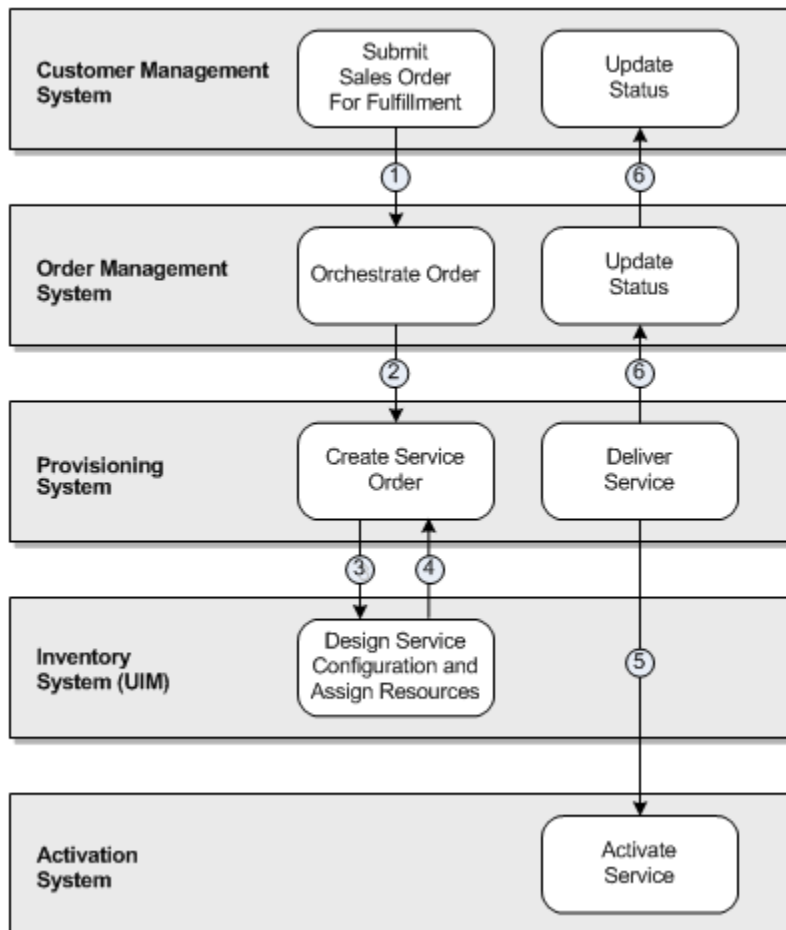 Customer Management
System
Submit
Sales Order
For Fulfillment
Update
Status
1
6
Order Management
System
Orchestrate Order
Update
Status
2
6
Provisioning
System
Create Service
Order
Deliver
Service
3
4
Inventory
System (UIM)
Design Service
Configuration and
Assign Resources
5
Activation
System
Activate
Service